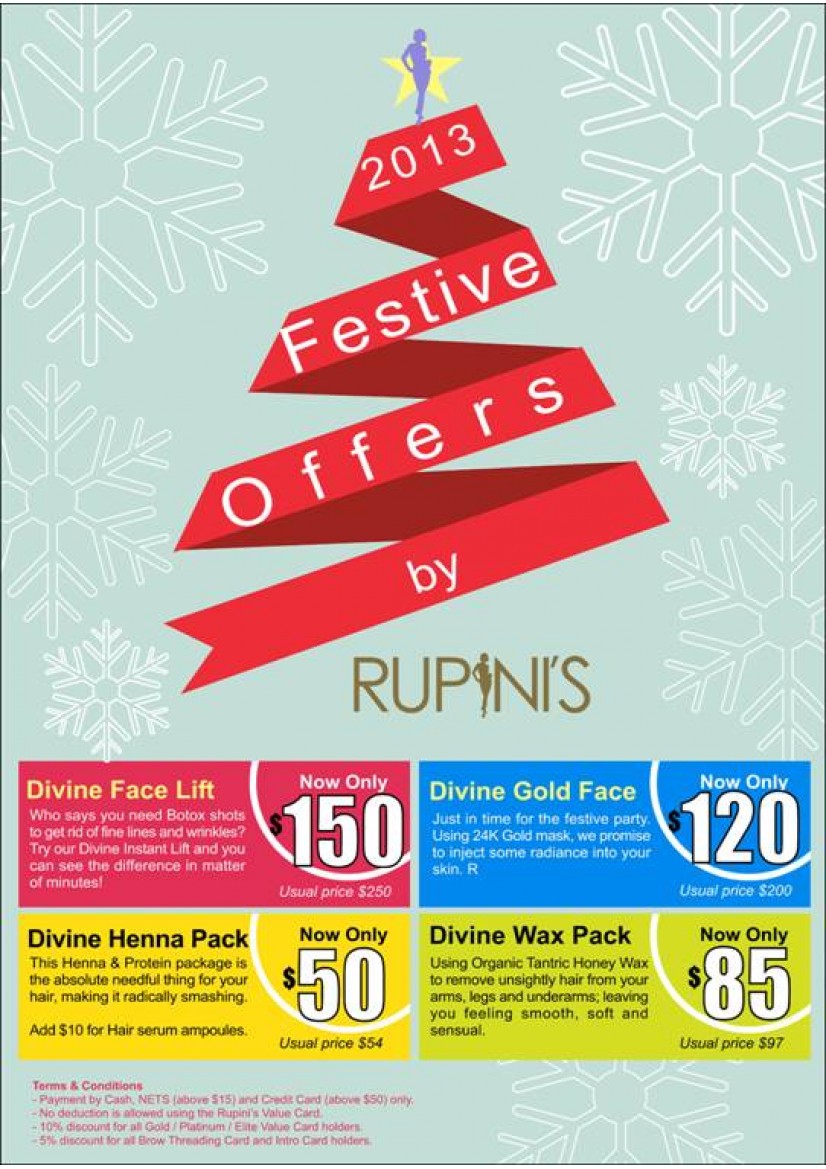 2013
Festive
Offers
by
RUPINI'S
Divine Face Lift
Who says you need Botox shots
to get rid of fine lines and wrinkles?
Try our Divine Instant Lift and you
can see the difference in matter
of minutes!
Now Only
$150
Usual price $250
Divine Gold Face
Just in time for the festive party.
Using 24K Gold mask, we promise
to inject some radiance into your
skin. R
Now Only
$120
Usual price $200
Divine Henna Pack
This Henna & Protein package is
the absolute needful thing for your
hair, making it radically smashing.
Add $10 for Hair serum ampoules.
Now Only
$50
Usual price $54
Divine Wax Pack
Using Organic Tantric Honey Wax
to remove unsightly hair from your
arms, legs and underarms; leaving
you feeling smooth, soft and
sensual.
Now Only
$85
Usual price $97
Terms & Conditions
- Payment by Cash, NETS (above $15) and Credit Card (above $50) only.
- No deduction is allowed using the Rupini's Value Card.
- 10% discount for all Gold / Platinum / Elite Value Card holders.
- 5% discount for all Brow Threading Card and Intro Card holders.